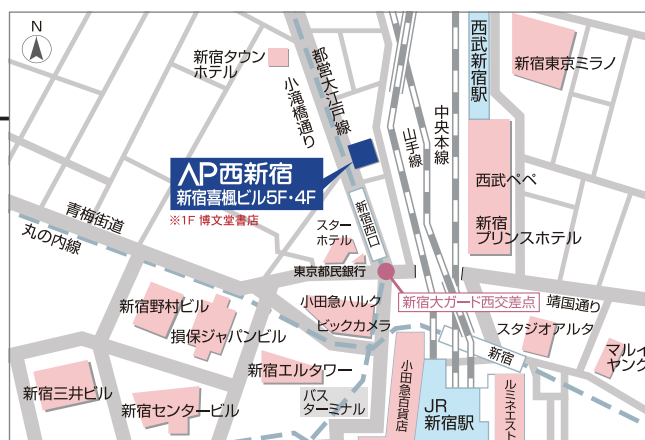 N
新宿タウン
ホテル
都営大江戸線
小滝橋通り
西武新宿駅
新宿東京ミラノ
中央本線
山手線
AP西新宿
新宿喜楓ビル5F・4F
※1F 博文堂書店
西武ペペ
新宿
プリンスホテル
青梅街道
丸の内線
新宿西口
スター
ホテル
東京都民銀行
新宿大ガード西交差点
靖国通り
新宿野村ビル
損保ジャパンビル
小田急ハルク
ビックカメラ
スタジオアルタ
新宿
マルイ
ヤング
新宿エルタワー
新宿三井ビル
新宿センタービル
バス
ターミナル
小田急百貨店
JR
新宿駅
ルミネエスト